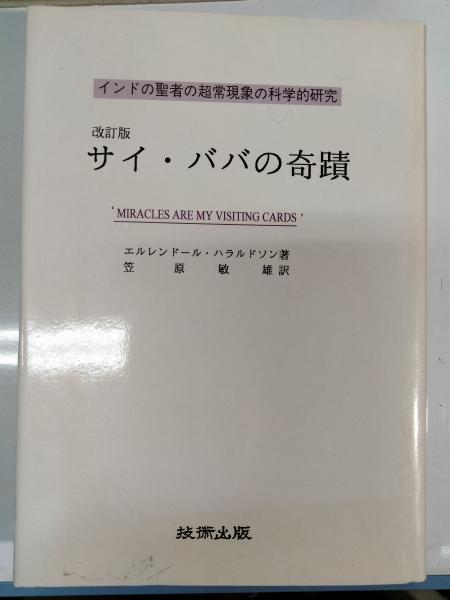 インドの聖者の超常現象の科学的研究
改訂版
サイ・ババの奇蹟
‘MIRACLES ARE MY VISITING CARDS’
エルレンドール・ハラルドソン著
笠原敏雄訳
技術出版